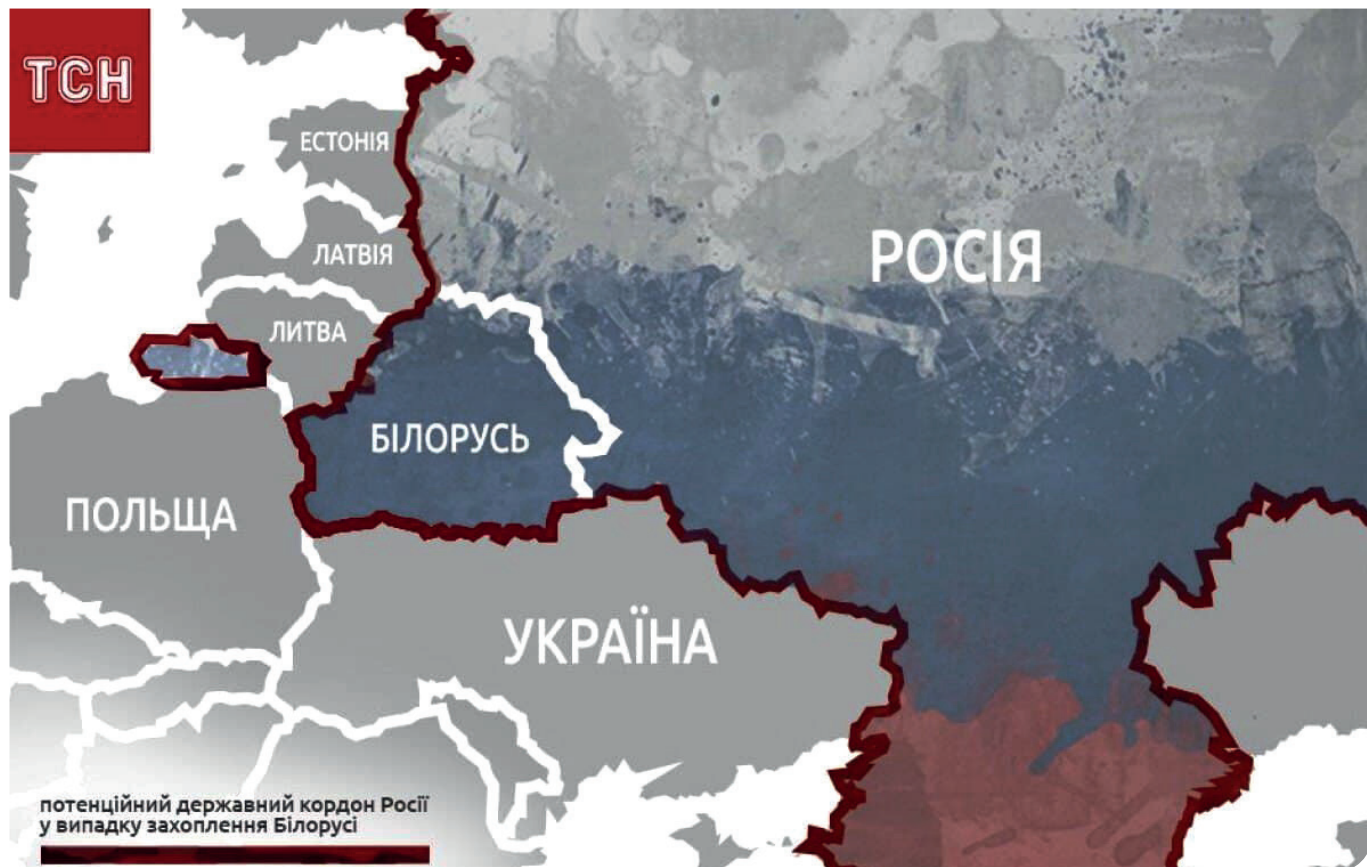 ТСН
ЕСТОНІЯ
РОСІЯ
ЛАТВІЯ
ЛИТВА
БІЛОРУСЬ
ПОЛЬЩА
УКРАЇНА
потенційний державний кордон Росії
у випадку захоплення Білорусі